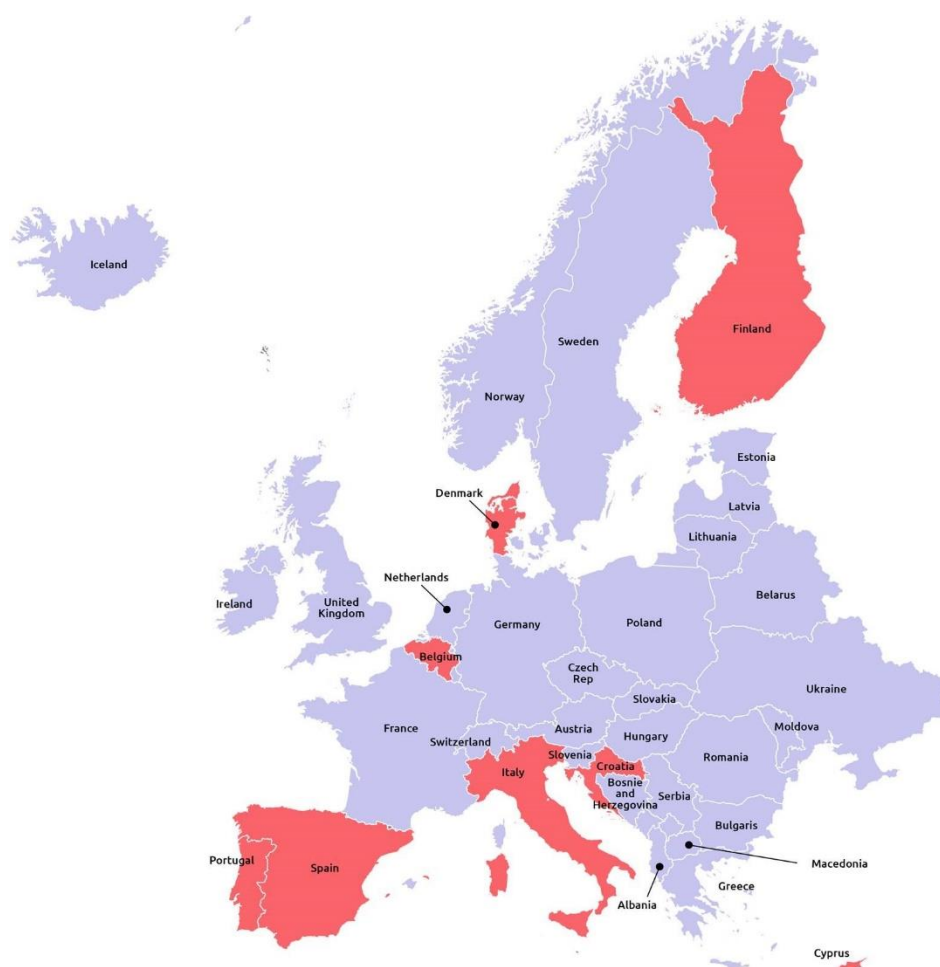 Iceland
Finland
Sweden
Norway
Estonia
Denmark
Latvia
Lithuania
Netherlands
Belarus
Ireland
United
Kingdom
Germany
Poland
Belgium
Czech
Rep
Ukraine
Slovakia
France
Austria
Moldova
Switzerland
Hungary
Slovenia
Romania
Croatia
Italy
Bosnie
and
Herzegovina
Serbia
Bulgaris
Portugal
Spain
Macedonia
Greece
Albania
Cyprus